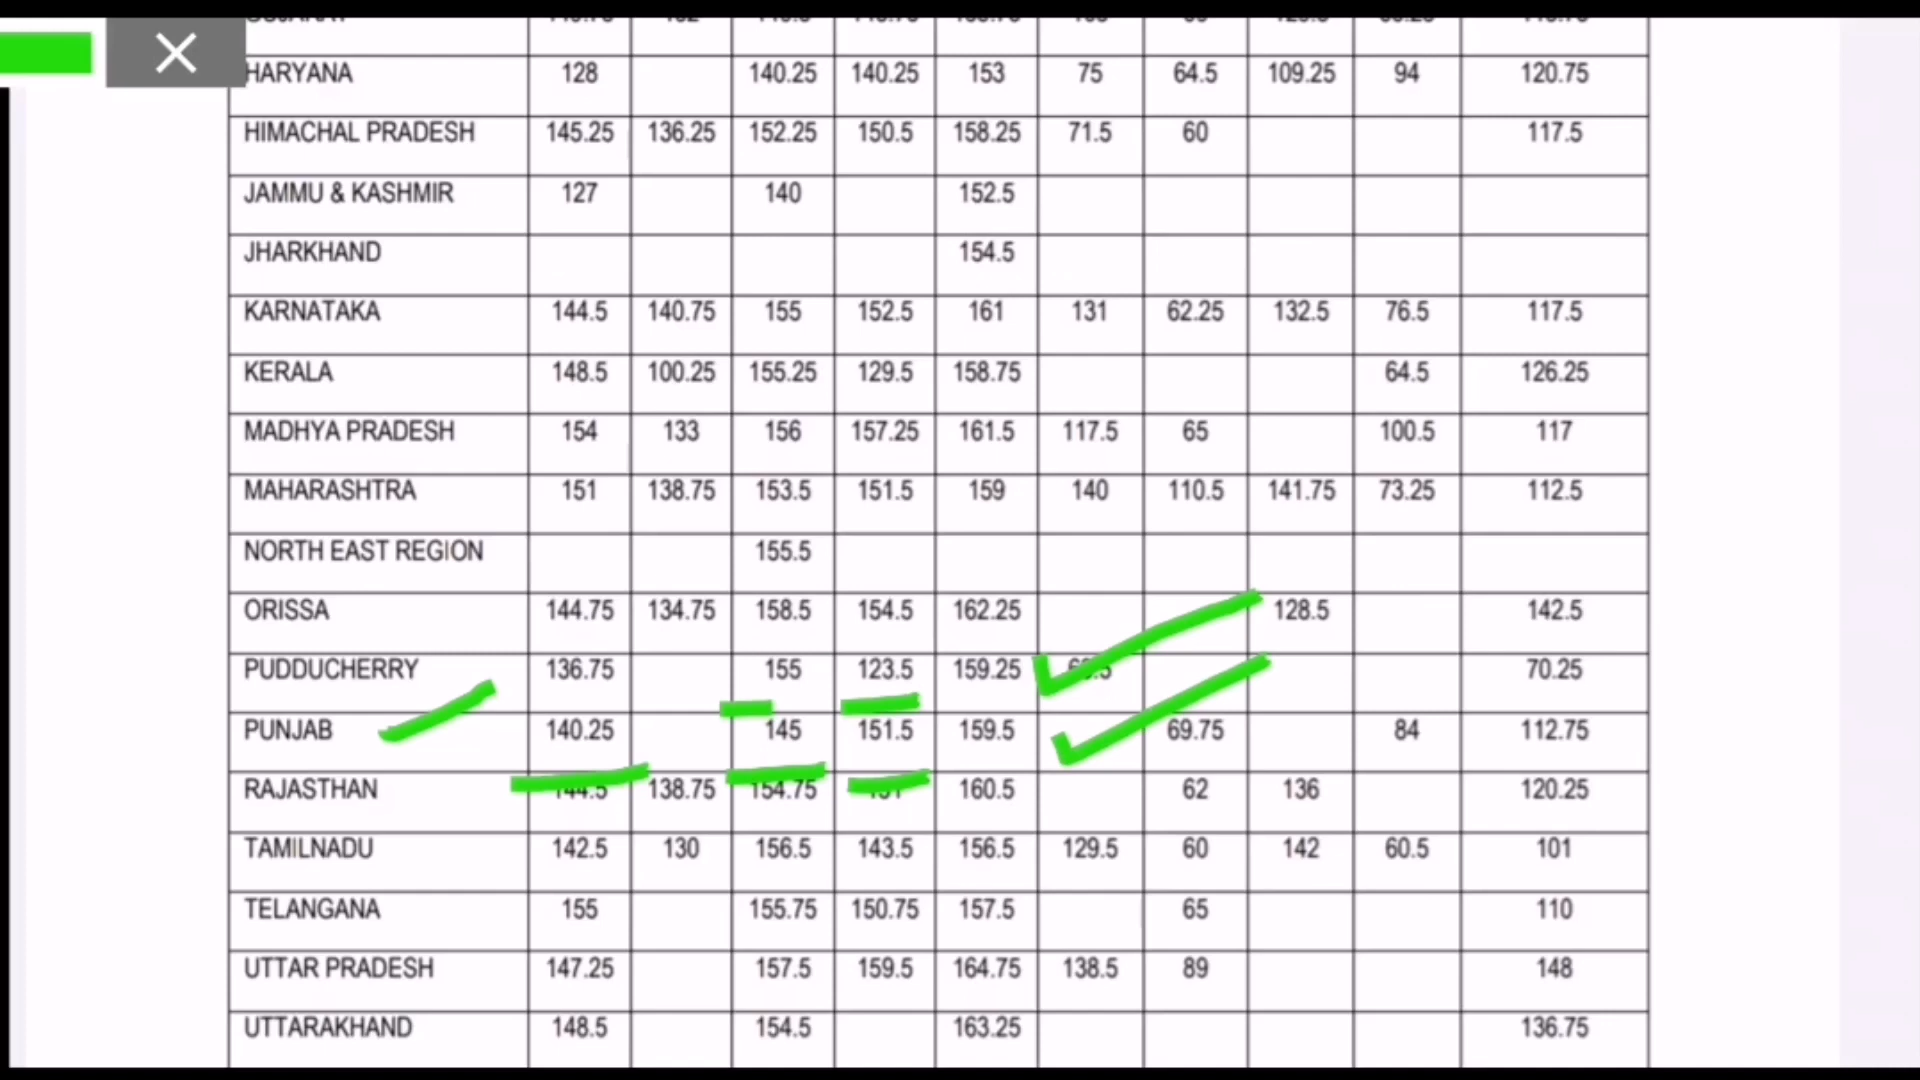 HARYANA 128 140.25 140.25 153 75 64.5 109.25 94 120.75
HIMACHAL PRADESH 145.25 136.25 152.25 150.5 158.25 71.5 60 117.5
JAMMU & KASHMIR 127 140 152.5
JHARKHAND 154.5
KARNATAKA 144.5 140.75 155 152.5 161 131 62.25 132.5 76.5 117.5
KERALA 148.5 100.25 155.25 129.5 158.75 64.5 126.25
MADHYA PRADESH 154 133 156 157.25 161.5 117.5 65 100.5 117
MAHARASHTRA 151 138.75 153.5 151.5 159 140 110.5 141.75 73.25 112.5
NORTH EAST REGION 155.5
ORISSA 144.75 134.75 158.5 154.5 162.25 128.5 142.5
PUDDUCHERRY 136.75 155 123.5 159.25 70.25
PUNJAB 140.25 145 151.5 159.5 69.75 84 112.75
RAJASTHAN 144.5 138.75 154.75 160.5 62 136 120.25
TAMILNADU 142.5 130 156.5 143.5 156.5 129.5 60 142 60.5 101
TELANGANA 155 155.75 150.75 157.5 65 110
UTTAR PRADESH 147.25 157.5 159.5 164.75 138.5 89 148
UTTARAKHAND 148.5 154.5 163.25 136.75